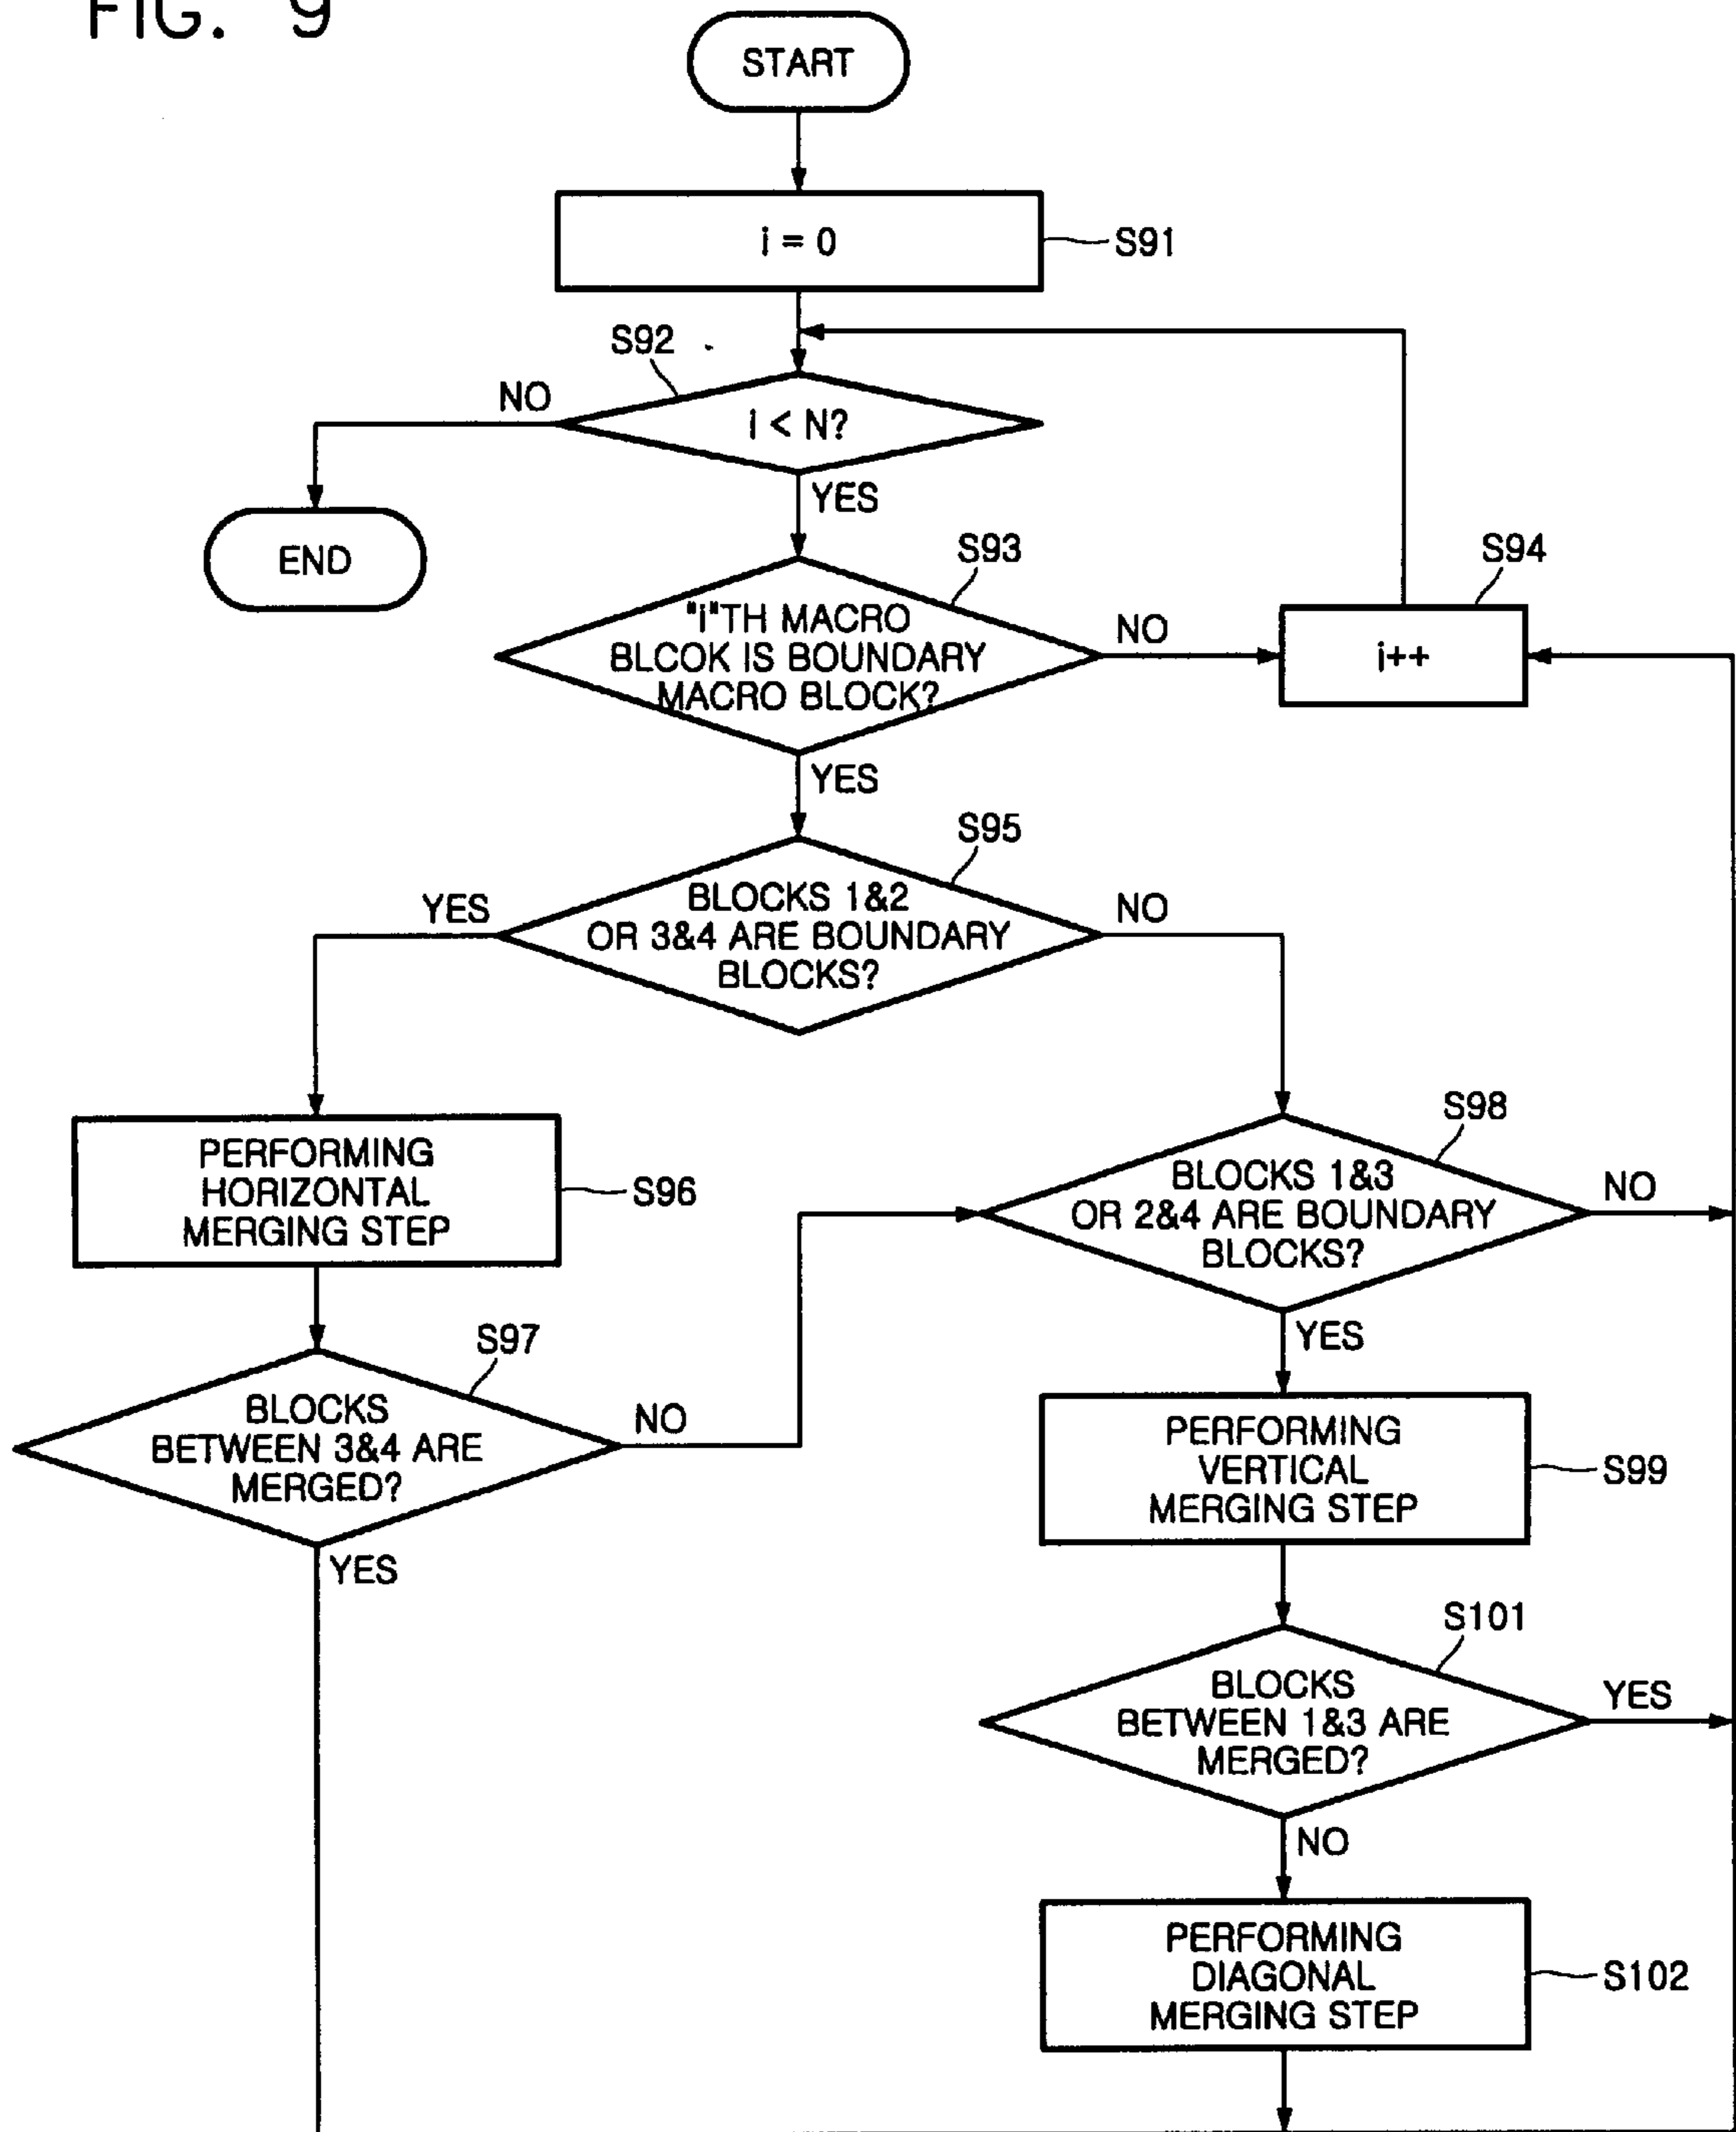 FIG. 9
START
i = 0
S91
S92
i < N?
NO
YES
END
S93
"i"TH MACRO
BLCOK IS BOUNDARY
MACRO BLOCK?
NO
S94
i++
YES
S95
BLOCKS 1&2
OR 3&4 ARE BOUNDARY
BLOCKS?
YES
NO
PERFORMING
HORIZONTAL
MERGING STEP
S96
S98
BLOCKS 1&3
OR 2&4 ARE BOUNDARY
BLOCKS?
NO
YES
S97
BLOCKS
BETWEEN 3&4 ARE
MERGED?
NO
YES
PERFORMING
VERTICAL
MERGING STEP
S99
S101
BLOCKS
BETWEEN 1&3 ARE
MERGED?
YES
NO
PERFORMING
DIAGONAL
MERGING STEP
S102